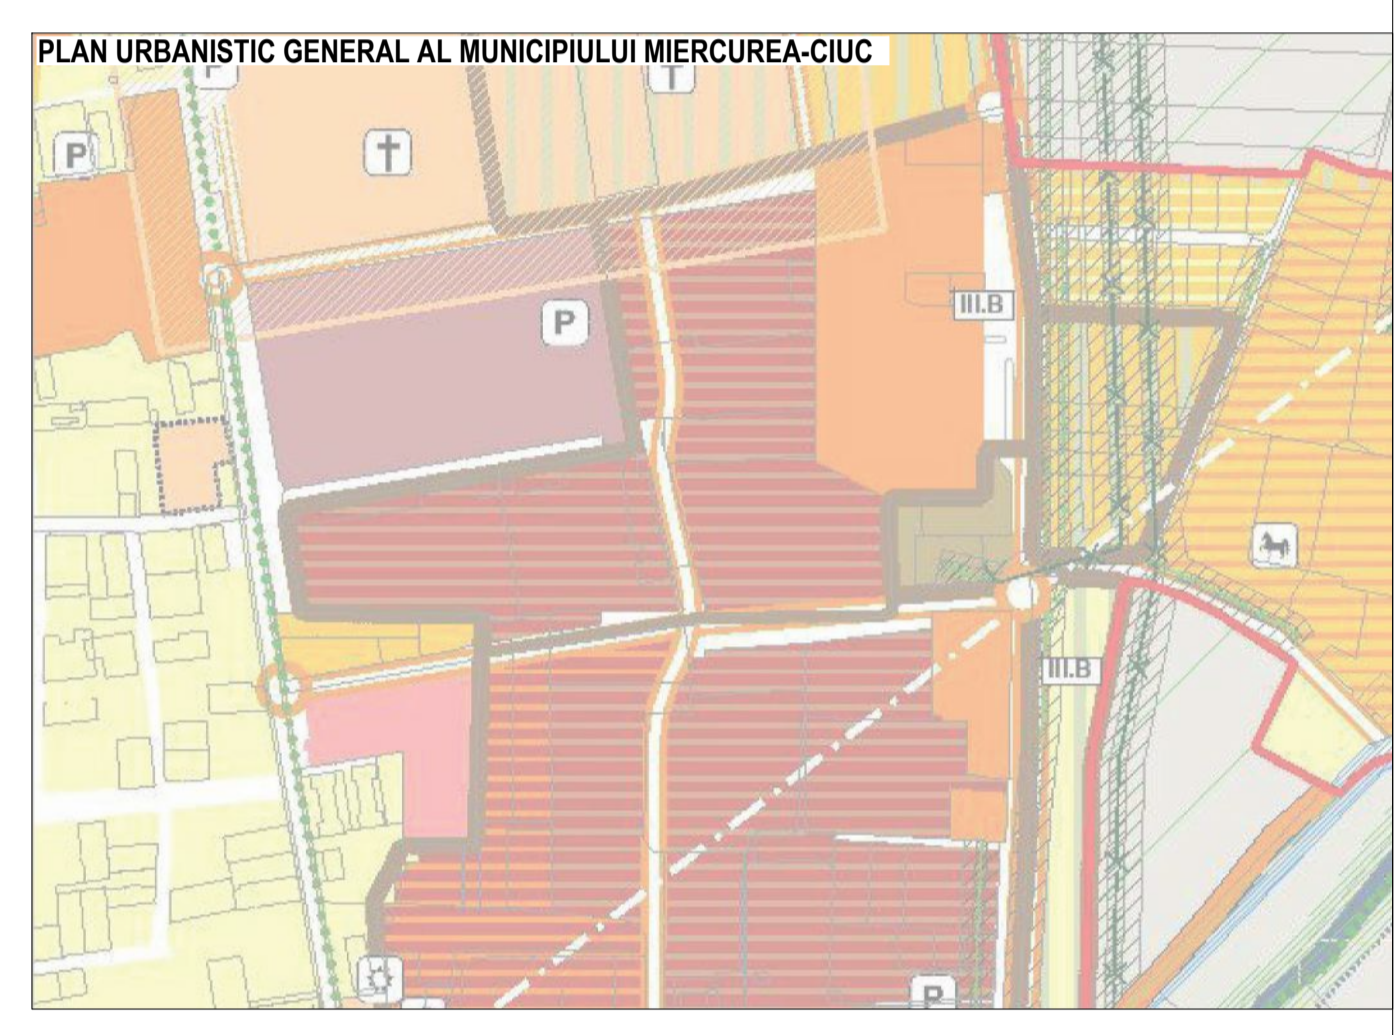 PLAN URBANISTIC GENERAL AL MUNICIPIULUI MIERCUREA-CIUC
P
III.B
P
III.B